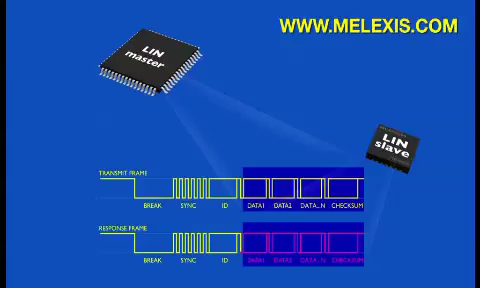 WWW.MELEXIS.COM
LIN
master
LIN
slave
TRANSMIT FRAME
BREAK SYNC ID DATA1 DATA2 DATA...N CHECKSUM
RESPONSE FRAME
BREAK SYNC ID DATA1 DATA2 DATA...N CHECKSUM